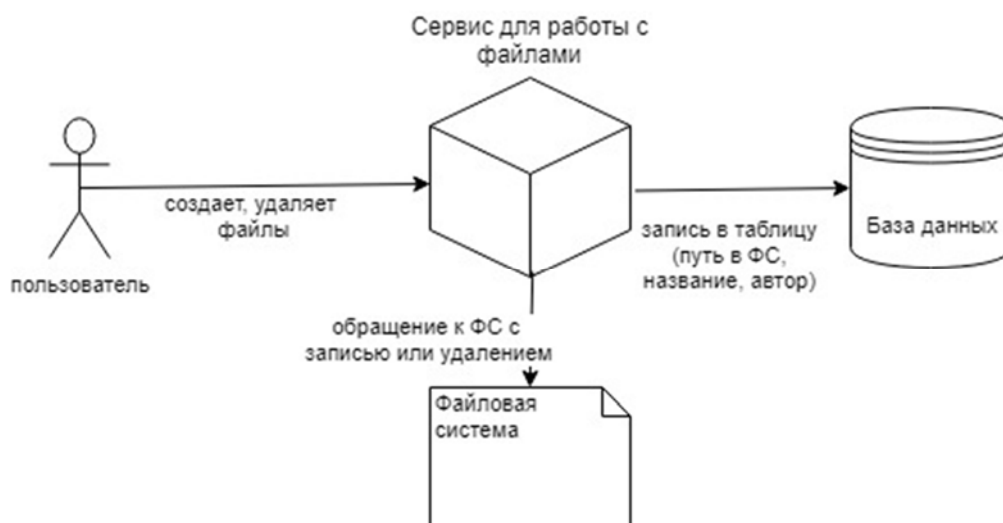 Сервис для работы с
файлами
создает, удаляет
файлы
пользователь
запись в таблицу
(путь в ФС,
название, автор)
База данных
обращение к ФС с
записью или удалением
Файловая
система